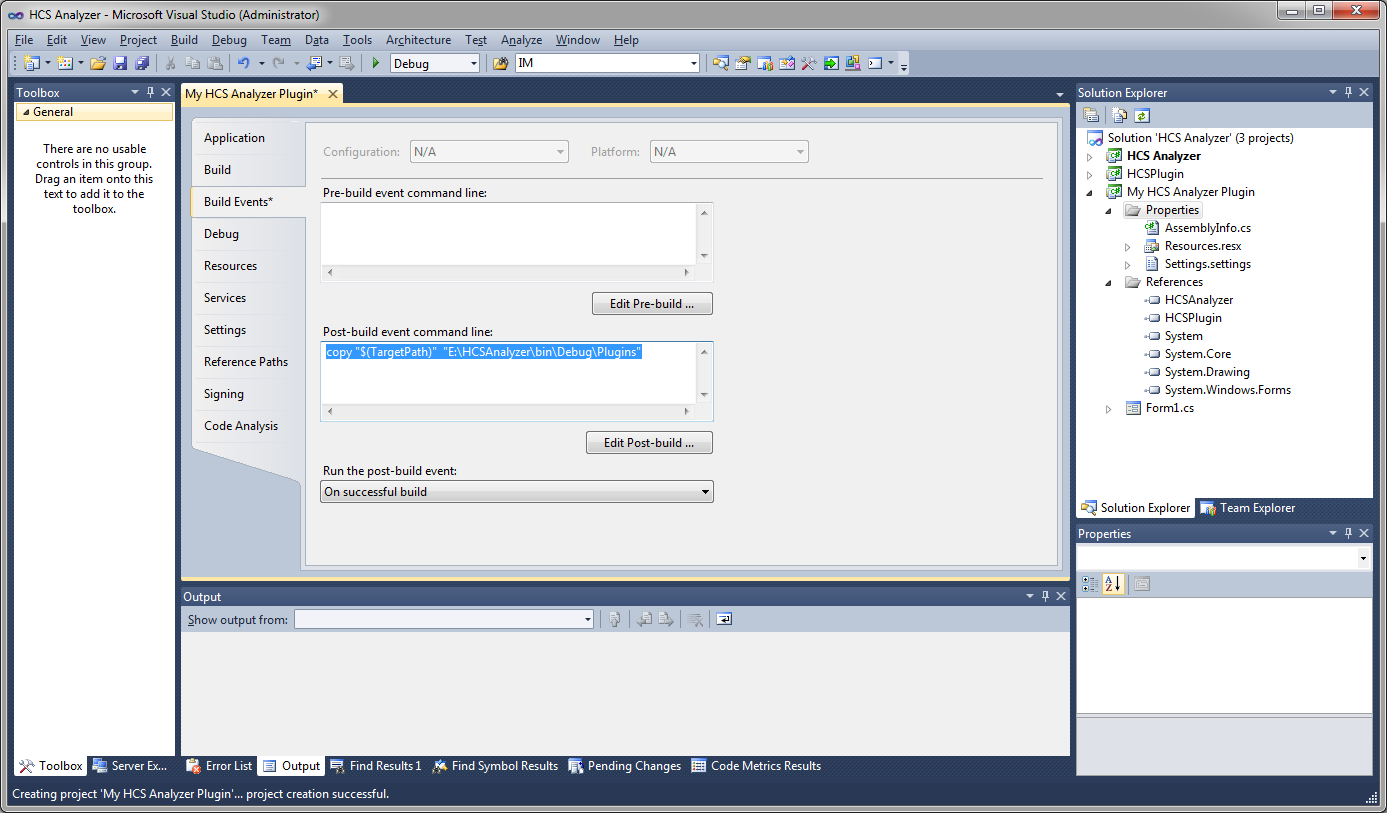 HCS Analyzer - Microsoft Visual Studio (Administrator)
File Edit View Project Build Debug Team Data Tools Architecture Test Analyze Window Help
Debug IM
Toolbox
General
There are no usable
controls in this group.
Drag an item onto this
text to add it to the
toolbox.
My HCS Analyzer Plugin*
Application
Build
Build Events*
Debug
Resources
Services
Settings
Reference Paths
Signing
Code Analysis
Configuration: N/A Platform: N/A
Pre-build event command line:
Edit Pre-build ...
Post-build event command line:
copy "$(TargetPath)"  "E:\HCSAnalyzer\bin\Debug\Plugins"
Edit Post-build ...
Run the post-build event:
On successful build
Output
Show output from:
Solution Explorer
Solution 'HCS Analyzer' (3 projects)
HCS Analyzer
HCSPlugin
My HCS Analyzer Plugin
Properties
AssemblyInfo.cs
Resources.resx
Settings.settings
References
HCSAnalyzer
HCSPlugin
System
System.Core
System.Drawing
System.Windows.Forms
Form1.cs
Solution Explorer Team Explorer
Properties
Toolbox Server Ex... Error List Output Find Results 1 Find Symbol Results Pending Changes Code Metrics Results
Creating project 'My HCS Analyzer Plugin'... project creation successful.